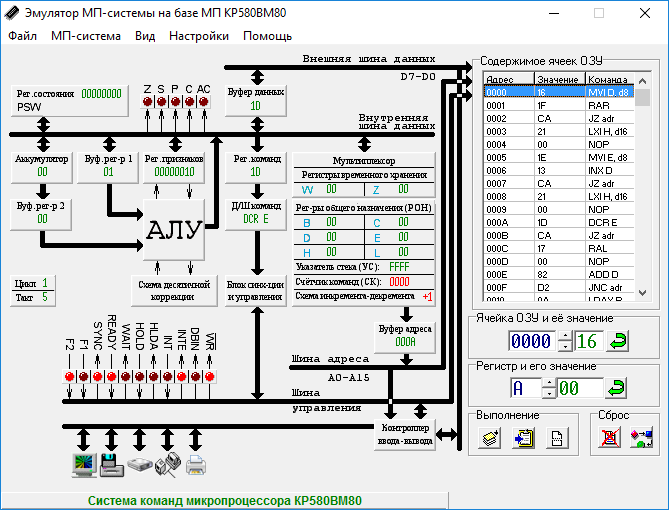 Эмулятор МП-системы на базе МП КР580ВМ80
Файл МП-система Вид Настройки Помощь
Внешняя шина данных
D7-D0
Рег.состояния 00000000
PSW
Z S P C AC
Буфер данных
1D
Внутренняя
шина данных
Аккумулятор
00
Буф.рег-р 1
01
Рег.признаков
00000010
Рег.команд
1D
Буф.рег-р 2
00
АЛУ
Д/Ш команд
DCR E
Мультиплексор
Регистры временного хранения
W 00 Z 00
Рег-ры общего назначения (РОН)
B 00 C 00
D 00 E 00
H 00 L 00
Указатель стека (УС): FFFF
Счётчик команд (СК): 0000
Схема инкремента-декремента +1
Цикл 1
Такт 5
Схема десятичной
коррекции
Блок синх-ции
и управления
Буфер адреса
000A
F2 F1 SYNC READY WAIT HOLD HLDA INT INTE DBIN WR
Шина адреса
A0-A15
Шина
управления
Контроллер
ввода-вывода
Система команд микропроцессора КР580ВМ80
Содержимое ячеек ОЗУ
Адрес Значение Команда
0000 16 MVI D, d8
0001 1F RAR
0002 CA JZ adr
0003 21 LXI H, d16
0004 00 NOP
0005 1E MVI E, d8
0006 13 INX D
0007 CA JZ adr
0008 21 LXI H, d16
0009 00 NOP
000A 1D DCR E
000B CA JZ adr
000C 17 RAL
000D 00 NOP
000E 82 ADD D
000F D2 JNC adr
0010 0A LDAX B
Ячейка ОЗУ и её значение
0000 16
Регистр и его значение
A 00
Выполнение
Сброс